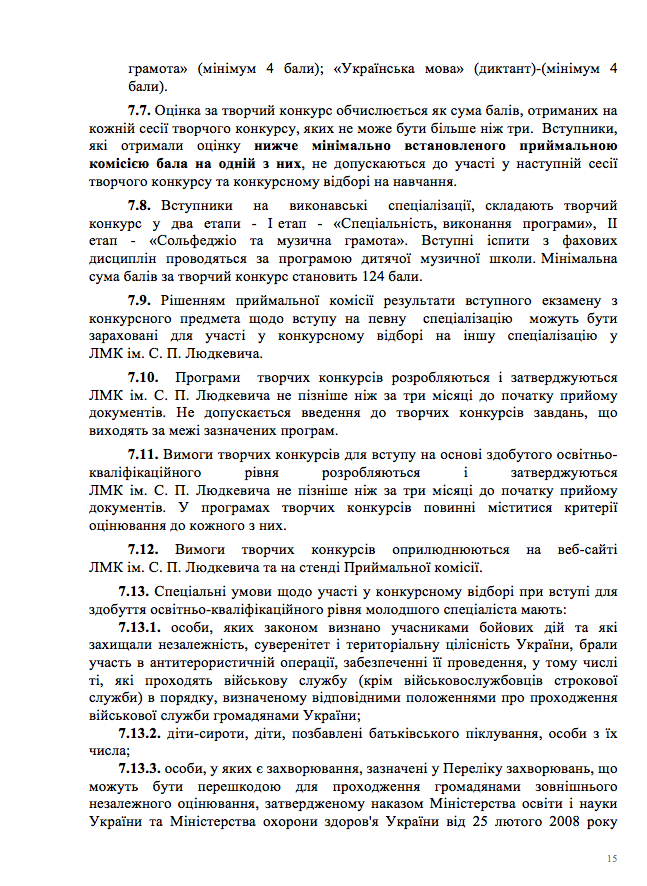 грамота» (мінімум 4 бали); «Українська мова» (диктант)-(мінімум 4
бали).
7.7. Оцінка за творчий конкурс обчислюється як сума балів, отриманих на
кожній сесії творчого конкурсу, яких не може бути більше ніж три. Вступники,
які отримали оцінку нижче мінімально встановленого приймальною
комісією бала на одній з них, не допускаються до участі у наступній сесії
творчого конкурсу та конкурсному відборі на навчання.
7.8. Вступники на виконавські спеціалізації, складають творчий
конкурс у два етапи - I етап - «Спеціальність, виконання програми», II
етап - «Сольфеджіо та музична грамота». Вступні іспити з фахових
дисциплін проводяться за програмою дитячої музичної школи. Мінімальна
сума балів за творчий конкурс становить 124 бали.
7.9. Рішенням приймальної комісії результати вступного екзамену з
конкурсного предмета щодо вступу на певну спеціалізацію можуть бути
зараховані для участі у конкурсному відборі на іншу спеціалізацію у
ЛМК ім. С. П. Людкевича.
7.10. Програми творчих конкурсів розробляються і затверджуються
ЛМК ім. С. П. Людкевича не пізніше ніж за три місяці до початку прийому
документів. Не допускається введення до творчих конкурсів завдань, що
виходять за межі зазначених програм.
7.11. Вимоги творчих конкурсів для вступу на основі здобутого освітньо-
кваліфікаційного рівня розробляються і затверджуються
ЛМК ім. С. П. Людкевича не пізніше ніж за три місяці до початку прийому
документів. У програмах творчих конкурсів повинні міститися критерії
оцінювання до кожного з них.
7.12. Вимоги творчих конкурсів оприлюднюються на веб-сайті
ЛМК ім. С. П. Людкевича та на стенді Приймальної комісії.
7.13. Спеціальні умови щодо участі у конкурсному відборі при вступі для
здобуття освітньо-кваліфікаційного рівня молодшого спеціаліста мають:
7.13.1. особи, яких законом визнано учасниками бойових дій та які
захищали незалежність, суверенітет і територіальну цілісність України, брали
участь в антитерористичній операції, забезпеченні її проведення, у тому числі
ті, які проходять військову службу (крім військовослужбовців строкової
служби) в порядку, визначеному відповідними положеннями про проходження
військової служби громадянами України;
7.13.2. діти-сироти, діти, позбавлені батьківського піклування, особи з їх
числа;
7.13.3. особи, у яких є захворювання, зазначені у Переліку захворювань, що
можуть бути перешкодою для проходження громадянами зовнішнього
незалежного оцінювання, затвердженому наказом Міністерства освіти і науки
України та Міністерства охорони здоров'я України від 25 лютого 2008 року
15